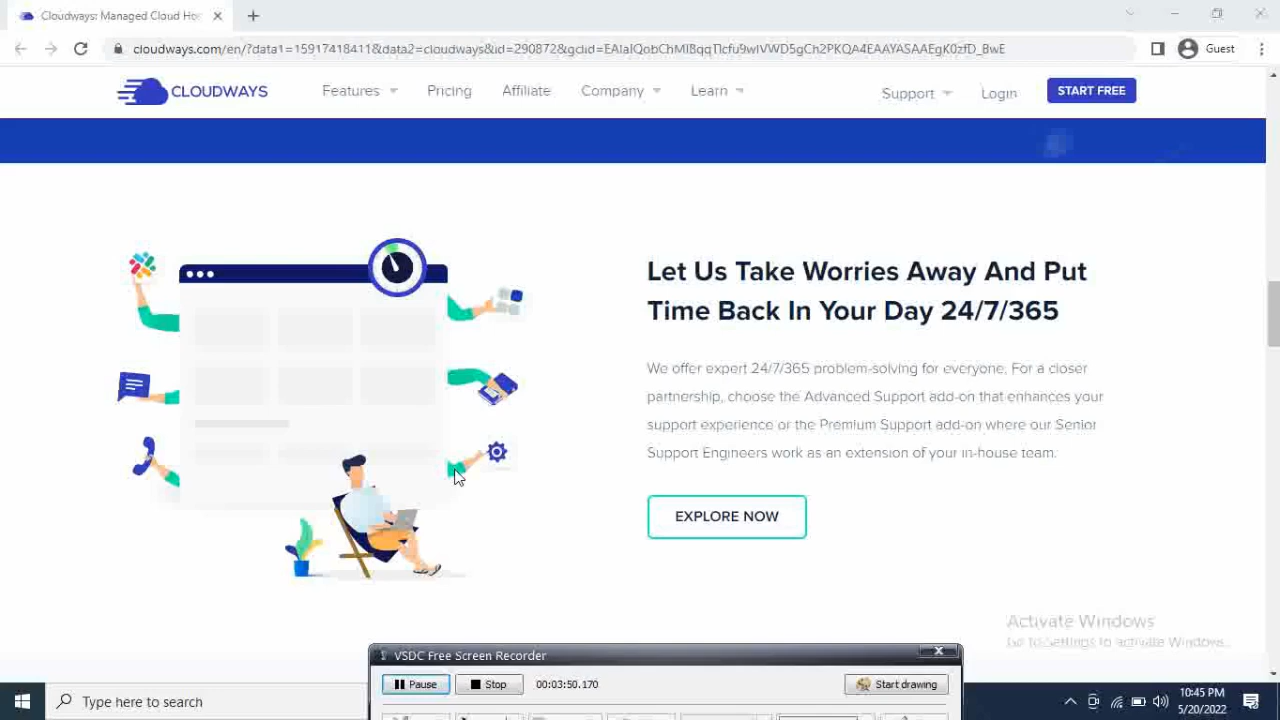 Cloudways: Managed Cloud Hos
cloudways.com/en/?data1=15917418411&data2=cloudways&id=290872&gclid=
Guest
CLOUDWAYS
Features
Pricing
Affiliate
Company
Learn
Support
Login
START FREE
Let Us Take Worries Away And Put
Time Back In Your Day 24/7/365
We offer expert 24/7/365 problem-solving for everyone. For a closer
partnership, choose the Advanced Support add-on that enhances your
support experience or the Premium Support add-on where our Senior
Support Engineers work as an extension of your in-house team.
EXPLORE NOW
Activate Windows
Go to Settings to activate Windows.
VSDC Free Screen Recorder
Pause
Stop
00:03:50.170
Start drawing
Type here to search
10:45 PM
5/20/2022